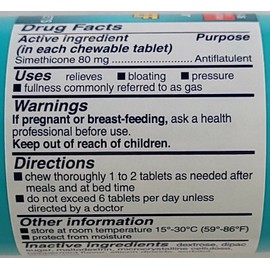 Drug Facts
Active ingredient Purpose
(in each chewable tablet)
Simethicone 80 mg Antiflatulent
Uses relieves ■ bloating ■ pressure
■ fullness commonly referred to as gas
Warnings
If pregnant or breast-feeding, ask a health
professional before use.
Keep out of reach of children.
Directions
■ chew thoroughly 1 to 2 tablets as needed after
meals and at bed time
■ do not exceed 6 tablets per day unless
directed by a doctor
Other information
■ store at room temperature 15°-30°C (59°-86°F)
■ protect from moisture
Inactive ingredients dextrose, dipac